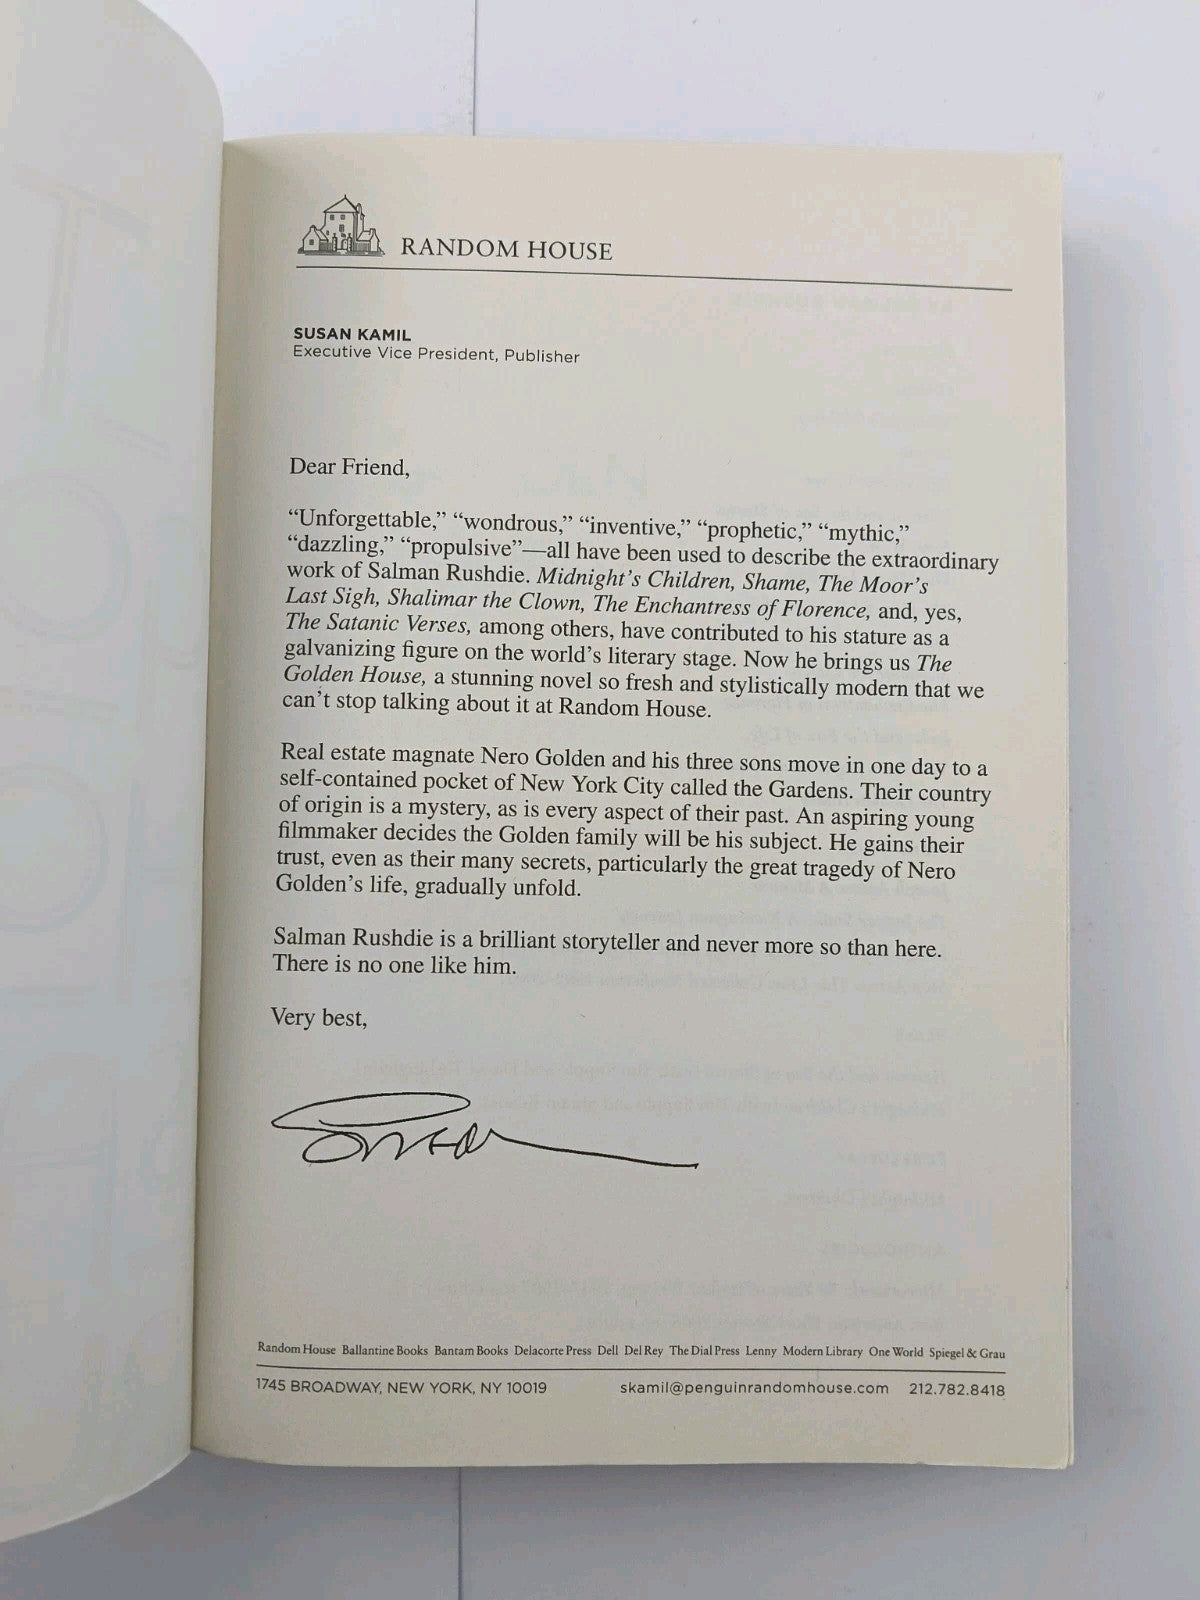 RANDOM HOUSE
SUSAN KAMIL
Executive Vice President, Publisher
Dear Friend,
“Unforgettable,” “wondrous,” “inventive,” “prophetic,” “mythic,”
“dazzling,” “propulsive”—all have been used to describe the extraordinary
work of Salman Rushdie. Midnight’s Children, Shame, The Moor’s
Last Sigh, Shalimar the Clown, The Enchantress of Florence, and, yes,
The Satanic Verses, among others, have contributed to his stature as a
galvanizing figure on the world’s literary stage. Now he brings us The
Golden House, a stunning novel so fresh and stylistically modern that we
can’t stop talking about it at Random House.
Real estate magnate Nero Golden and his three sons move in one day to a
self-contained pocket of New York City called the Gardens. Their country
of origin is a mystery, as is every aspect of their past. An aspiring young
filmmaker decides the Golden family will be his subject. He gains their
trust, even as their many secrets, particularly the great tragedy of Nero
Golden’s life, gradually unfold.
Salman Rushdie is a brilliant storyteller and never more so than here.
There is no one like him.
Very best,
Random House Ballantine Books Bantam Books Delacorte Press Dell Del Rey The Dial Press Lenny Modern Library One World Spiegel & Grau
1745 BROADWAY, NEW YORK, NY 10019 skamil@penguinrandomhouse.com 212.782.8418